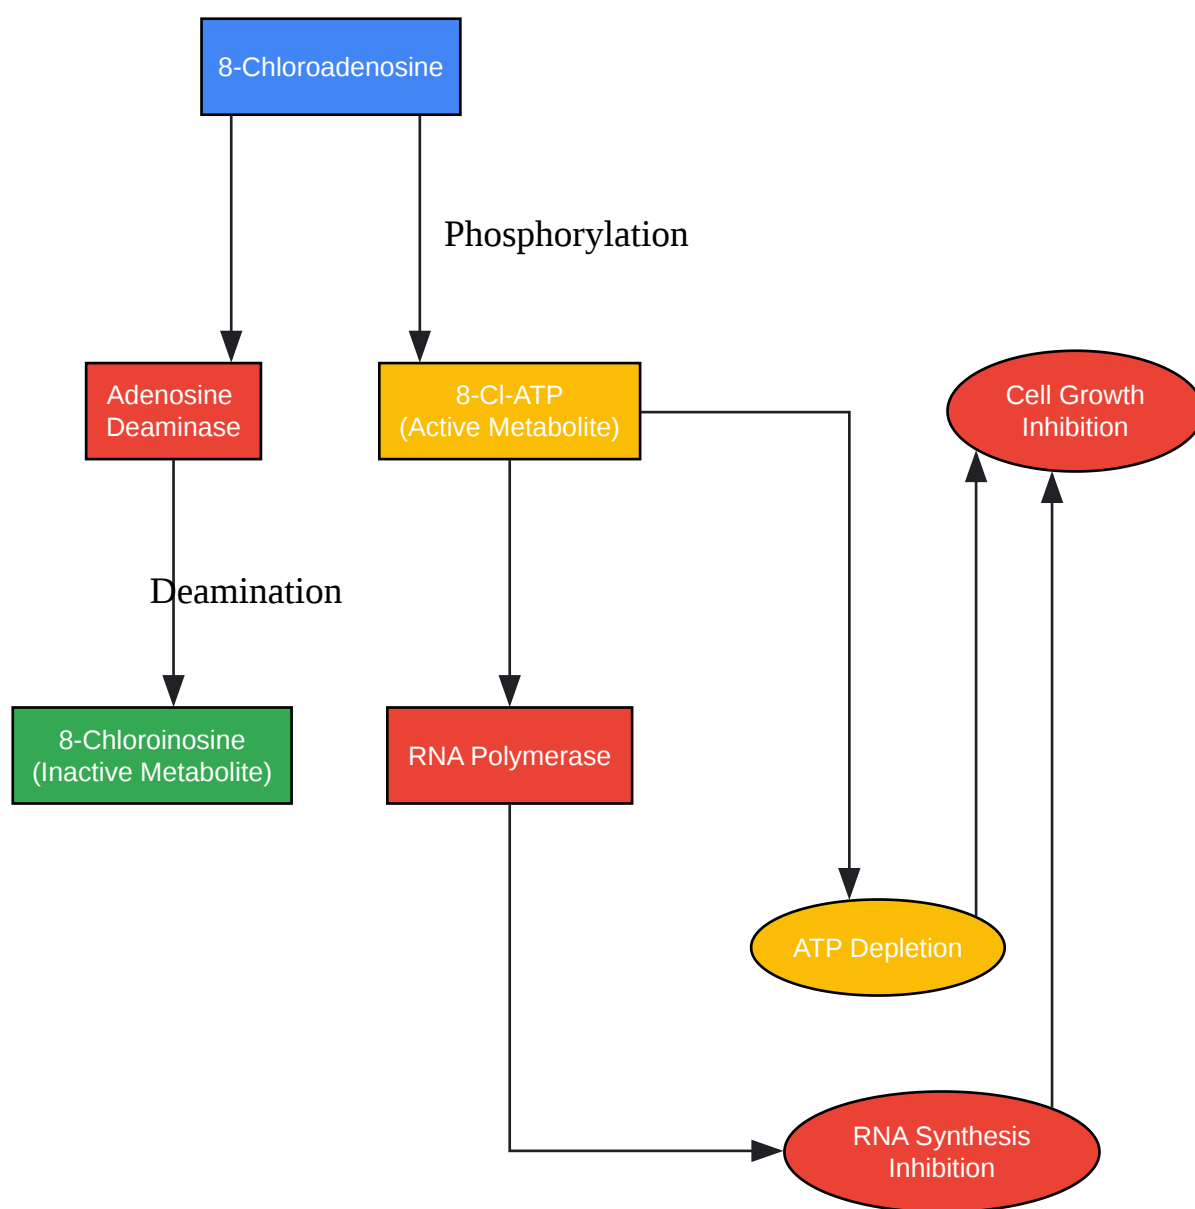 8-Chloroadenosine
Phosphorylation
Adenosine
Deaminase
8-Cl-ATP
(Active Metabolite)
Cell Growth
Inhibition
Deamination
8-Chloroinosine
(Inactive Metabolite)
RNA Polymerase
ATP Depletion
RNA Synthesis
Inhibition